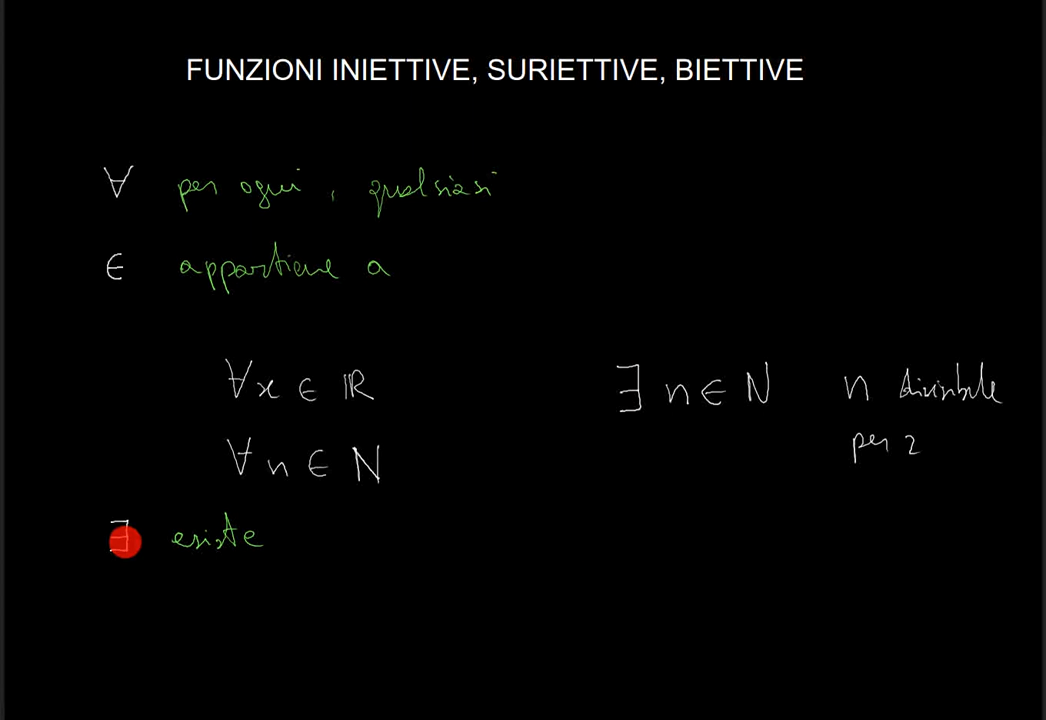 FUNZIONI INIETTIVE, SURIETTIVE, BIETTIVE
∀ per ogni, qualsiasi
∈ appartiene a
∀x ∈ ℝ
∃ n ∈ N n divisibile
per 2
∀ n ∈ N
∃ esiste